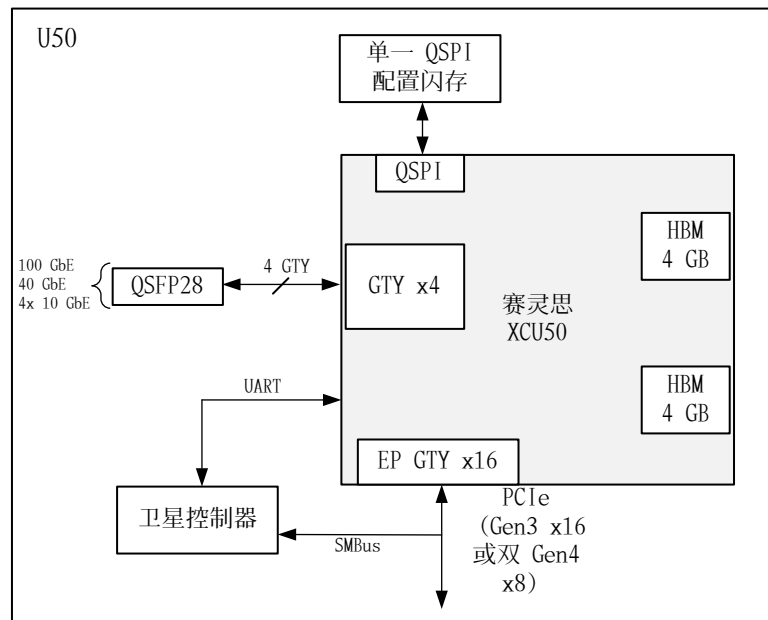 U50
单一 QSPI
配置闪存
QSPI
HBM
4 GB
100 GbE
40 GbE
4x 10 GbE
QSFP28
4 GTY
GTY x4
赛灵思
XCU50
HBM
4 GB
UART
EP GTY x16
卫星控制器
SMBus
PCIe
（Gen3 x16
或双 Gen4
x8）